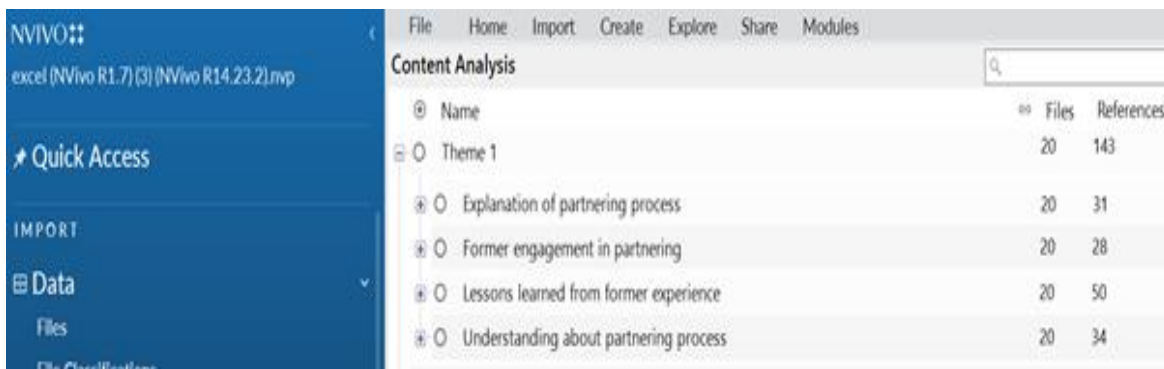 NVIVO
excel (NVivo R1.7) (3) (NVivo R14.23.2).nvp
Quick Access
IMPORT
Data
Files
File Classifications
File Home Import Create Explore Share Modules
Content Analysis
Name Files References
Theme 1 20 143
Explanation of partnering process 20 31
Former engagement in partnering 20 28
Lessons learned from former experience 20 50
Understanding about partnering process 20 34